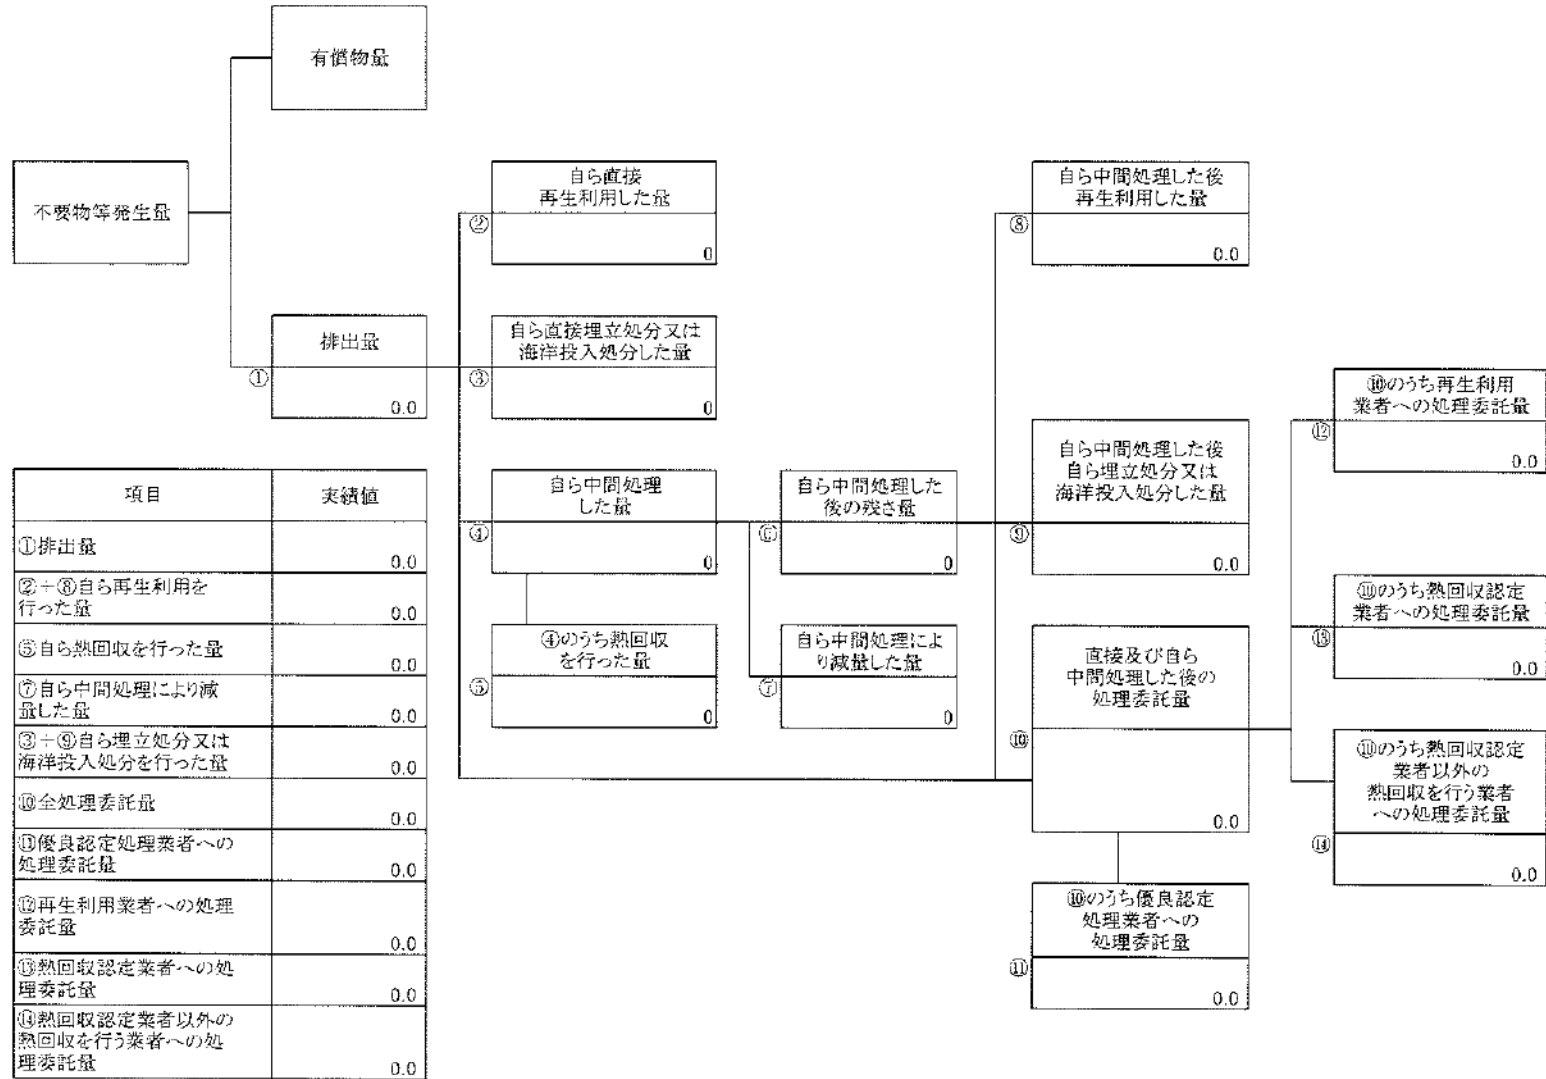 有償物量
不要物等発生量
排出量
①
0.0
自ら直接
再生利用した量
②
0
自ら直接埋立処分又は
海洋投入処分した量
③
0
自ら中間処理
した量
④
0
④のうち熱回収
を行った量
⑤
0
自ら中間処理した
後の残さ量
⑥
0
自ら中間処理によ
り減量した量
⑦
0
自ら中間処理した後
再生利用した量
⑧
0.0
自ら中間処理した後
自ら埋立処分又は
海洋投入処分した量
⑨
0.0
直接及び自ら
中間処理した後の
処理委託量
⑩
0.0
⑩のうち優良認定
処理業者への
処理委託量
⑪
0.0
⑩のうち再生利用
業者への処理委託量
⑫
0.0
⑩のうち熱回収認定
業者への処理委託量
⑬
0.0
⑩のうち熱回収認定
業者以外の
熱回収を行う業者
への処理委託量
⑭
0.0
項目 実績値
①排出量
0.0
②+⑧自ら再生利用を
行った量
0.0
⑤自ら熱回収を行った量
0.0
⑦自ら中間処理により減
量した量
0.0
③+⑨自ら埋立処分又は
海洋投入処分を行った量
0.0
⑩全処理委託量
0.0
⑪優良認定処理業者への
処理委託量
0.0
⑫再生利用業者への処理
委託量
0.0
⑬熱回収認定業者への処
理委託量
0.0
⑭熱回収認定業者以外の
熱回収を行う業者への処
理委託量
0.0